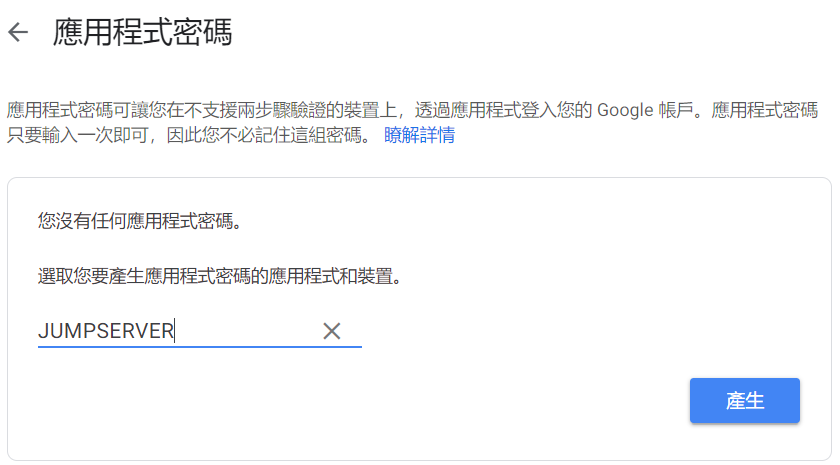 應用程式密碼
應用程式密碼可讓您在不支援兩步驟驗證的裝置上，透過應用程式登入您的 Google 帳戶。應用程式密碼
只要輸入一次即可，因此您不必記住這組密碼。 瞭解詳情
您沒有任何應用程式密碼。
選取您要產生應用程式密碼的應用程式和裝置。
JUMPSERVER
產生